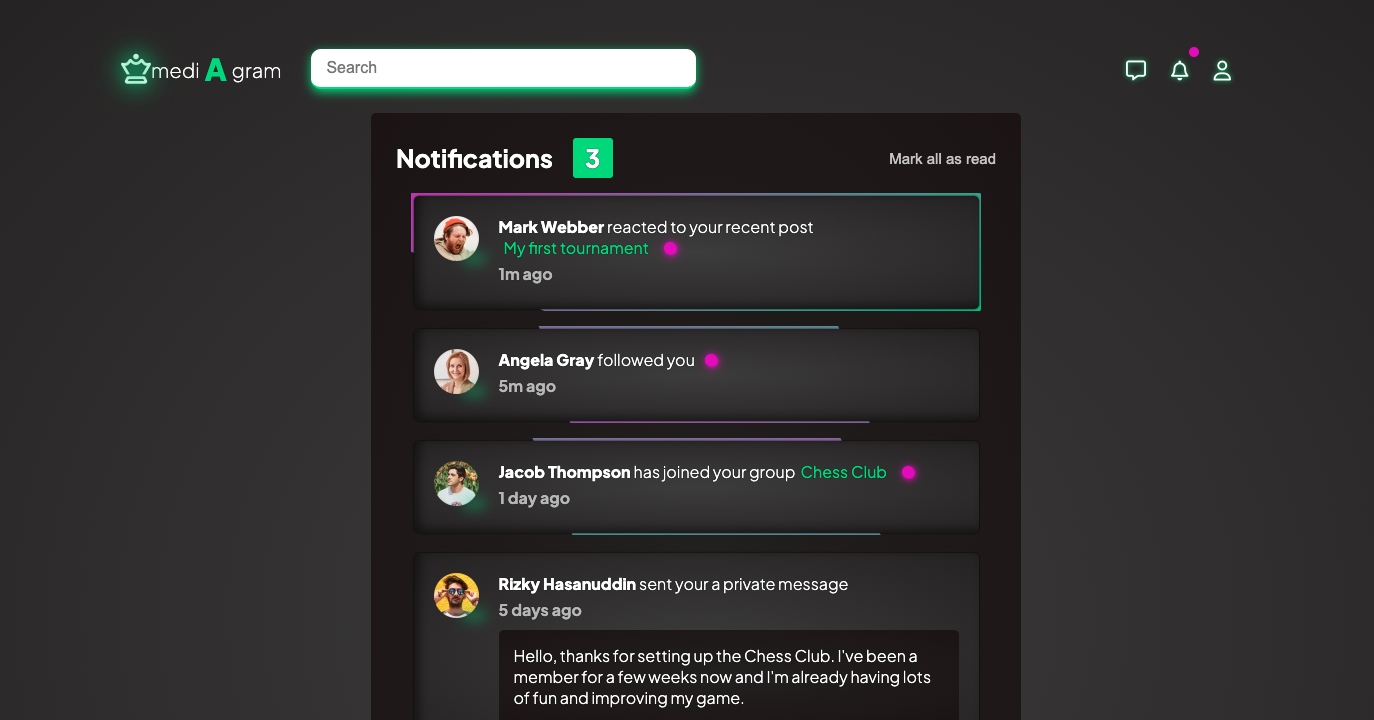 medi A gram
Search
Notifications 3
Mark all as read
Mark Webber reacted to your recent post
My first tournament
1m ago
Angela Gray followed you
5m ago
Jacob Thompson has joined your group Chess Club
1 day ago
Rizky Hasanuddin sent your a private message
5 days ago
Hello, thanks for setting up the Chess Club. I've been a
member for a few weeks now and I'm already having lots
of fun and improving my game.